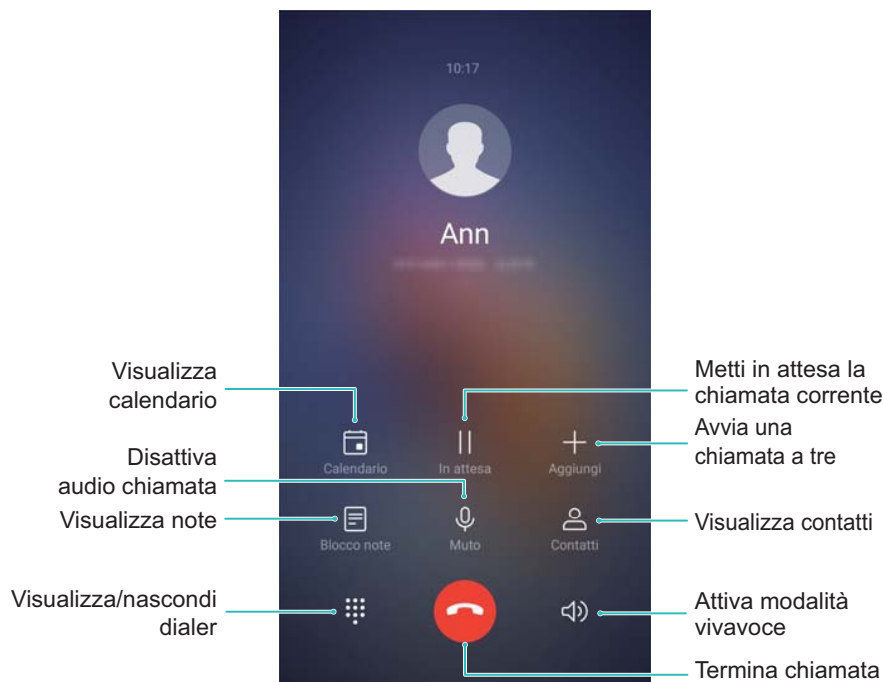 10:17
Ann
Visualizza
calendario
Metti in attesa la
chiamata corrente
Avvia una
chiamata a tre
Calendario
In attesa
Aggiungi
Disattiva
audio chiamata
Visualizza note
Visualizza contatti
Blocco note
Muto
Contatti
Visualizza/nascondi
dialer
Attiva modalità
vivavoce
Termina chiamata